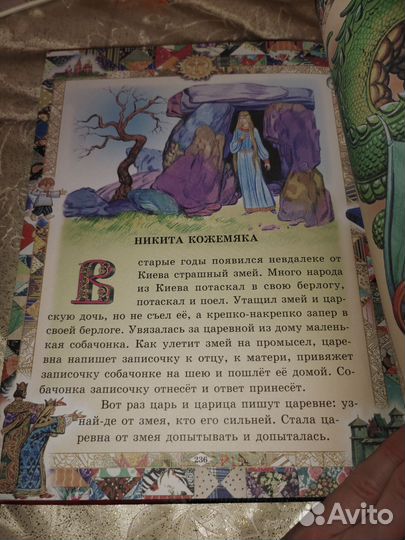 НИКИТА КОЖЕМЯКА
В старые годы появился невдалеке от
Киева страшный змей. Много народа
из Киева потаскал в свою берлогу,
потаскал и поел. Утащил змей и цар-
скую дочь, но не съел её, а крепко-накрепко запер в
своей берлоге. Увязалась за царевной из дому малень-
кая собачонка. Как улетит змей на промысел, царе-
вна напишет записочку к отцу, к матери, привяжет
записочку собачонке на шею и пошлёт её домой. Со-
бачонка записочку отнесёт и ответ принесёт.
Вот раз царь и царица пишут царевне: уз-
най-де от змея, кто его сильней. Стала ца-
ревна от змея допытывать и допыталась.
236
Avito